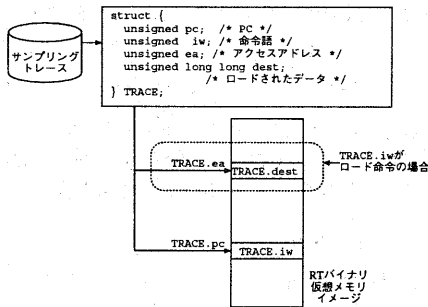 サンプリング
トレース
struct {
unsigned pc; /* PC */
unsigned iw; /* 命令語 */
unsigned ea; /* アクセスアドレス */
unsigned long long dest;
/* ロードされたデータ */
} TRACE;
TRACE.iwが
ロード命令の場合
TRACE.ea
TRACE.dest
TRACE.pc
TRACE.iw
RTバイナリ
仮想メモリ
イメージ